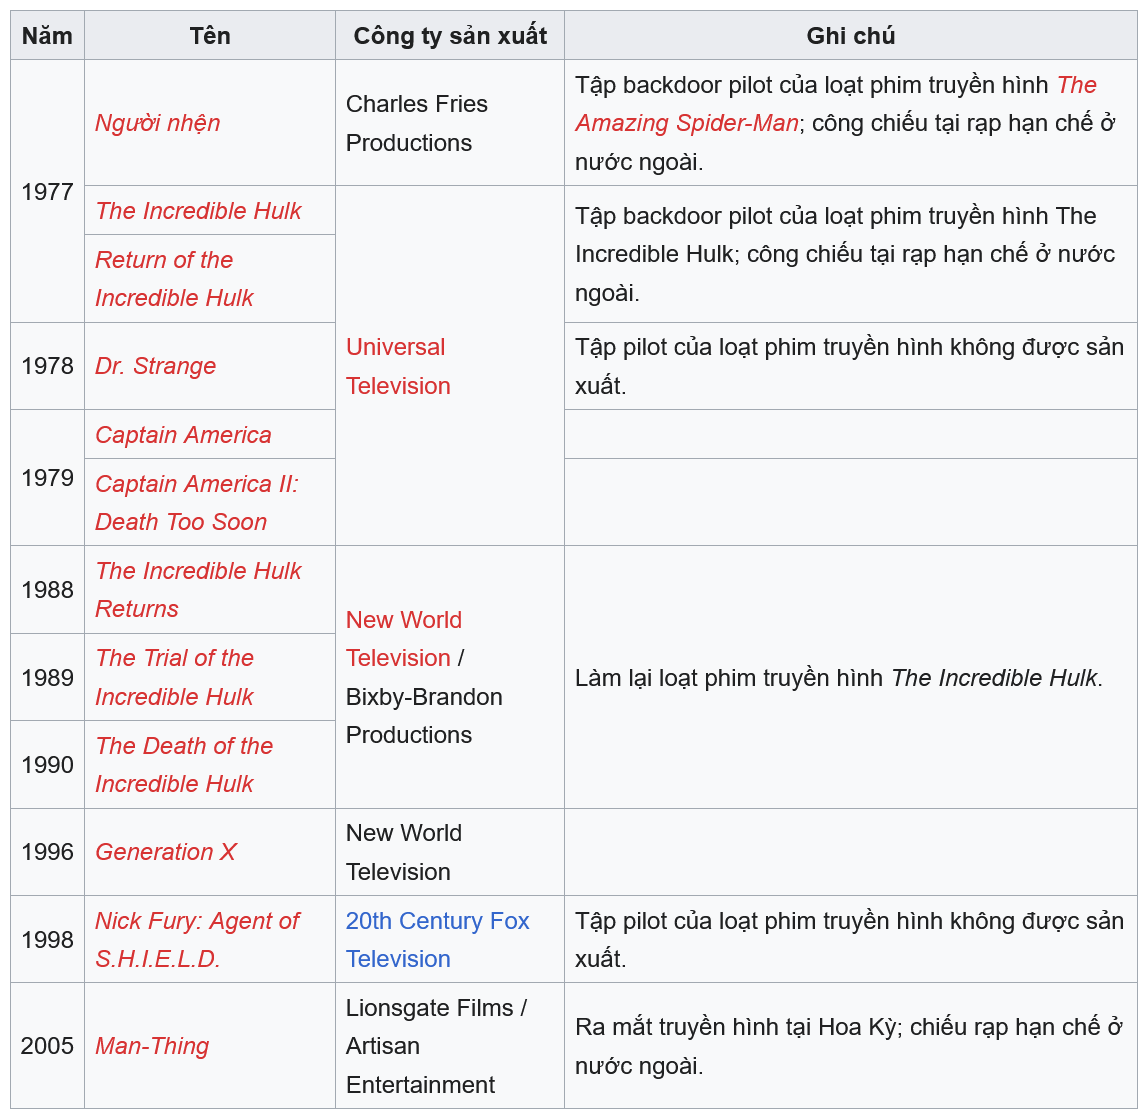 Năm Tên Công ty sản xuất Ghi chú
1977
Người nhện
Charles Fries
Productions
Tập backdoor pilot của loạt phim truyền hình The
Amazing Spider-Man; công chiếu tại rạp hạn chế ở
nước ngoài.
The Incredible Hulk
Universal
Television
Tập backdoor pilot của loạt phim truyền hình The
Incredible Hulk; công chiếu tại rạp hạn chế ở nước
ngoài.
Return of the
Incredible Hulk
1978
Dr. Strange
Tập pilot của loạt phim truyền hình không được sản
xuất.
1979
Captain America
Captain America II:
Death Too Soon
1988
The Incredible Hulk
Returns
New World
Television /
Bixby-Brandon
Productions
Làm lại loạt phim truyền hình The Incredible Hulk.
1989
The Trial of the
Incredible Hulk
1990
The Death of the
Incredible Hulk
1996
Generation X
New World
Television
1998
Nick Fury: Agent of
S.H.I.E.L.D.
20th Century Fox
Television
Tập pilot của loạt phim truyền hình không được sản
xuất.
2005
Man-Thing
Lionsgate Films /
Artisan
Entertainment
Ra mắt truyền hình tại Hoa Kỳ; chiếu rạp hạn chế ở
nước ngoài.